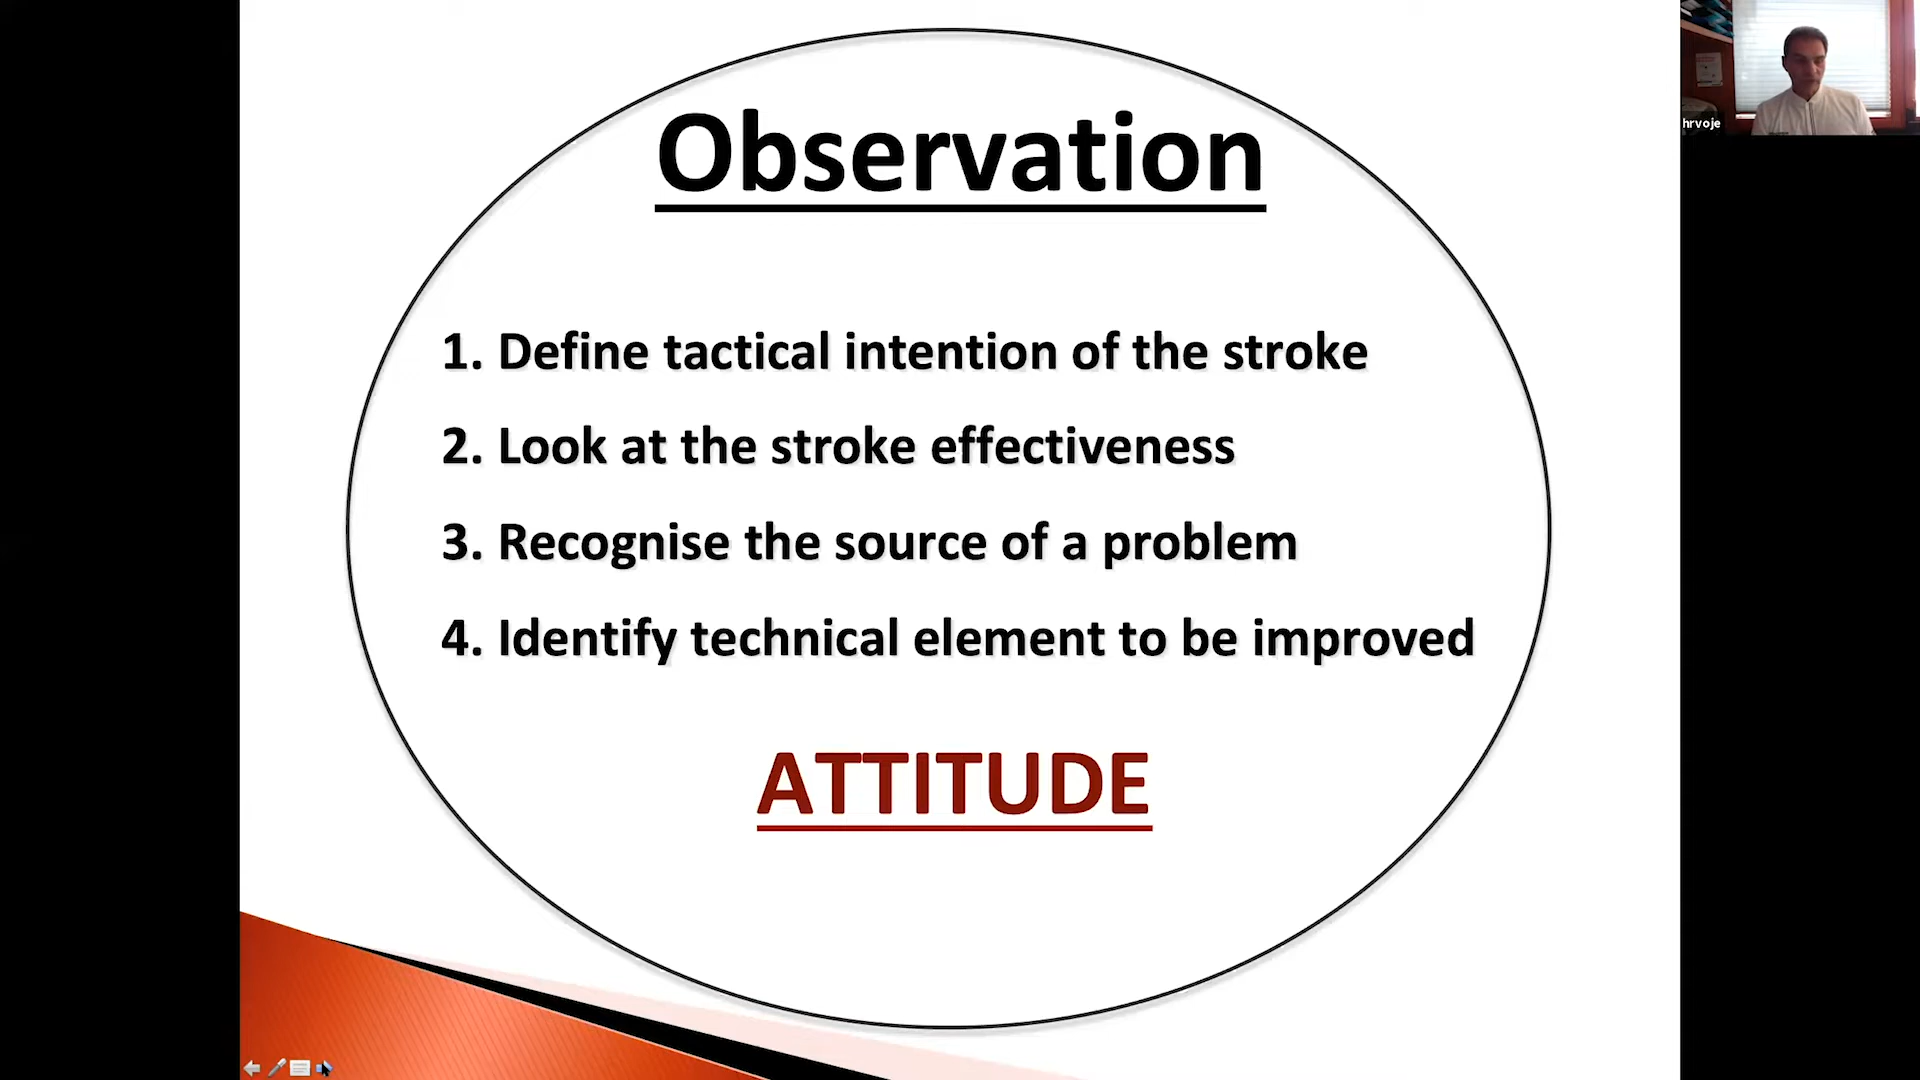 Observation
1. Define tactical intention of the stroke
2. Look at the stroke effectiveness
3. Recognise the source of a problem
4. Identify technical element to be improved
ATTITUDE
hrvoje